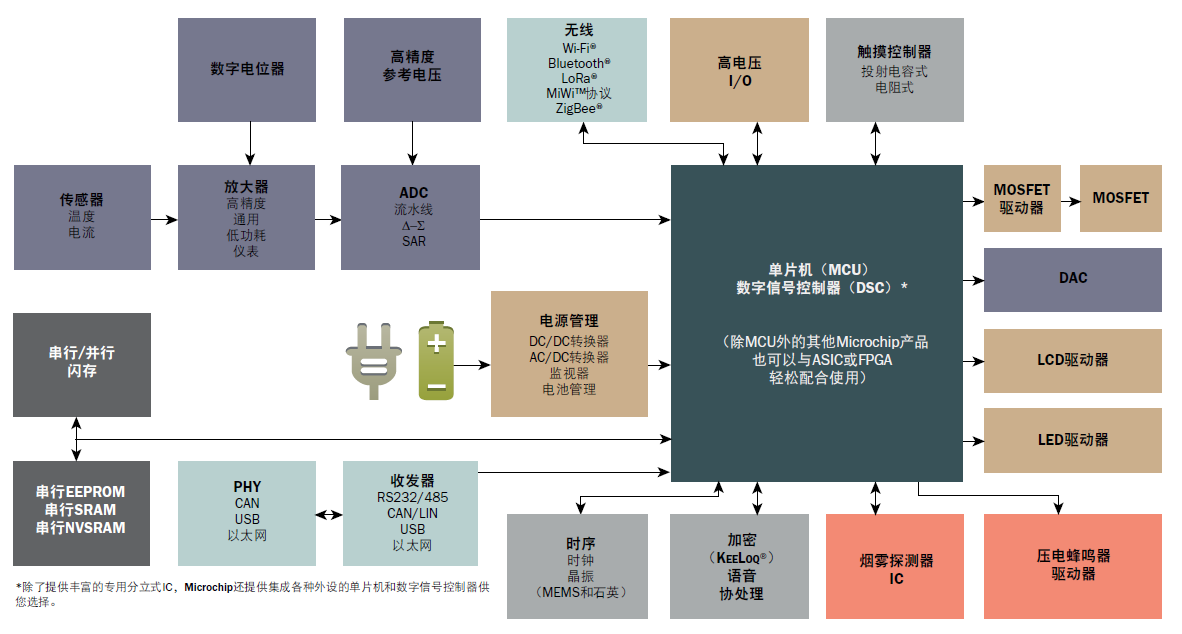 数字电位器
高精度
参考电压
无线
Wi-Fi®
Bluetooth®
LoRa®
MiWi™协议
ZigBee®
高电压
I/O
触摸控制器
投射电容式
电阻式
传感器
温度
电流
放大器
高精度
通用
低功耗
仪表
ADC
流水线
Δ–Σ
SAR
单片机（MCU）
数字信号控制器（DSC）*
（除MCU外的其他Microchip产品
也可以与ASIC或FPGA
轻松配合使用）
MOSFET
驱动器
MOSFET
DAC
LCD驱动器
LED驱动器
串行/并行
闪存
电源管理
DC/DC转换器
AC/DC转换器
监视器
电池管理
串行EEPROM
串行SRAM
串行NVSRAM
PHY
CAN
USB
以太网
收发器
RS232/485
CAN/LIN
USB
以太网
时序
时钟
晶振
（MEMS和石英）
加密
（KEELOQ®）
语音
协处理
烟雾探测器
IC
压电蜂鸣器
驱动器
*除了提供丰富的专用分立式IC，Microchip还提供集成各种外设的单片机和数字信号控制器供
您选择。